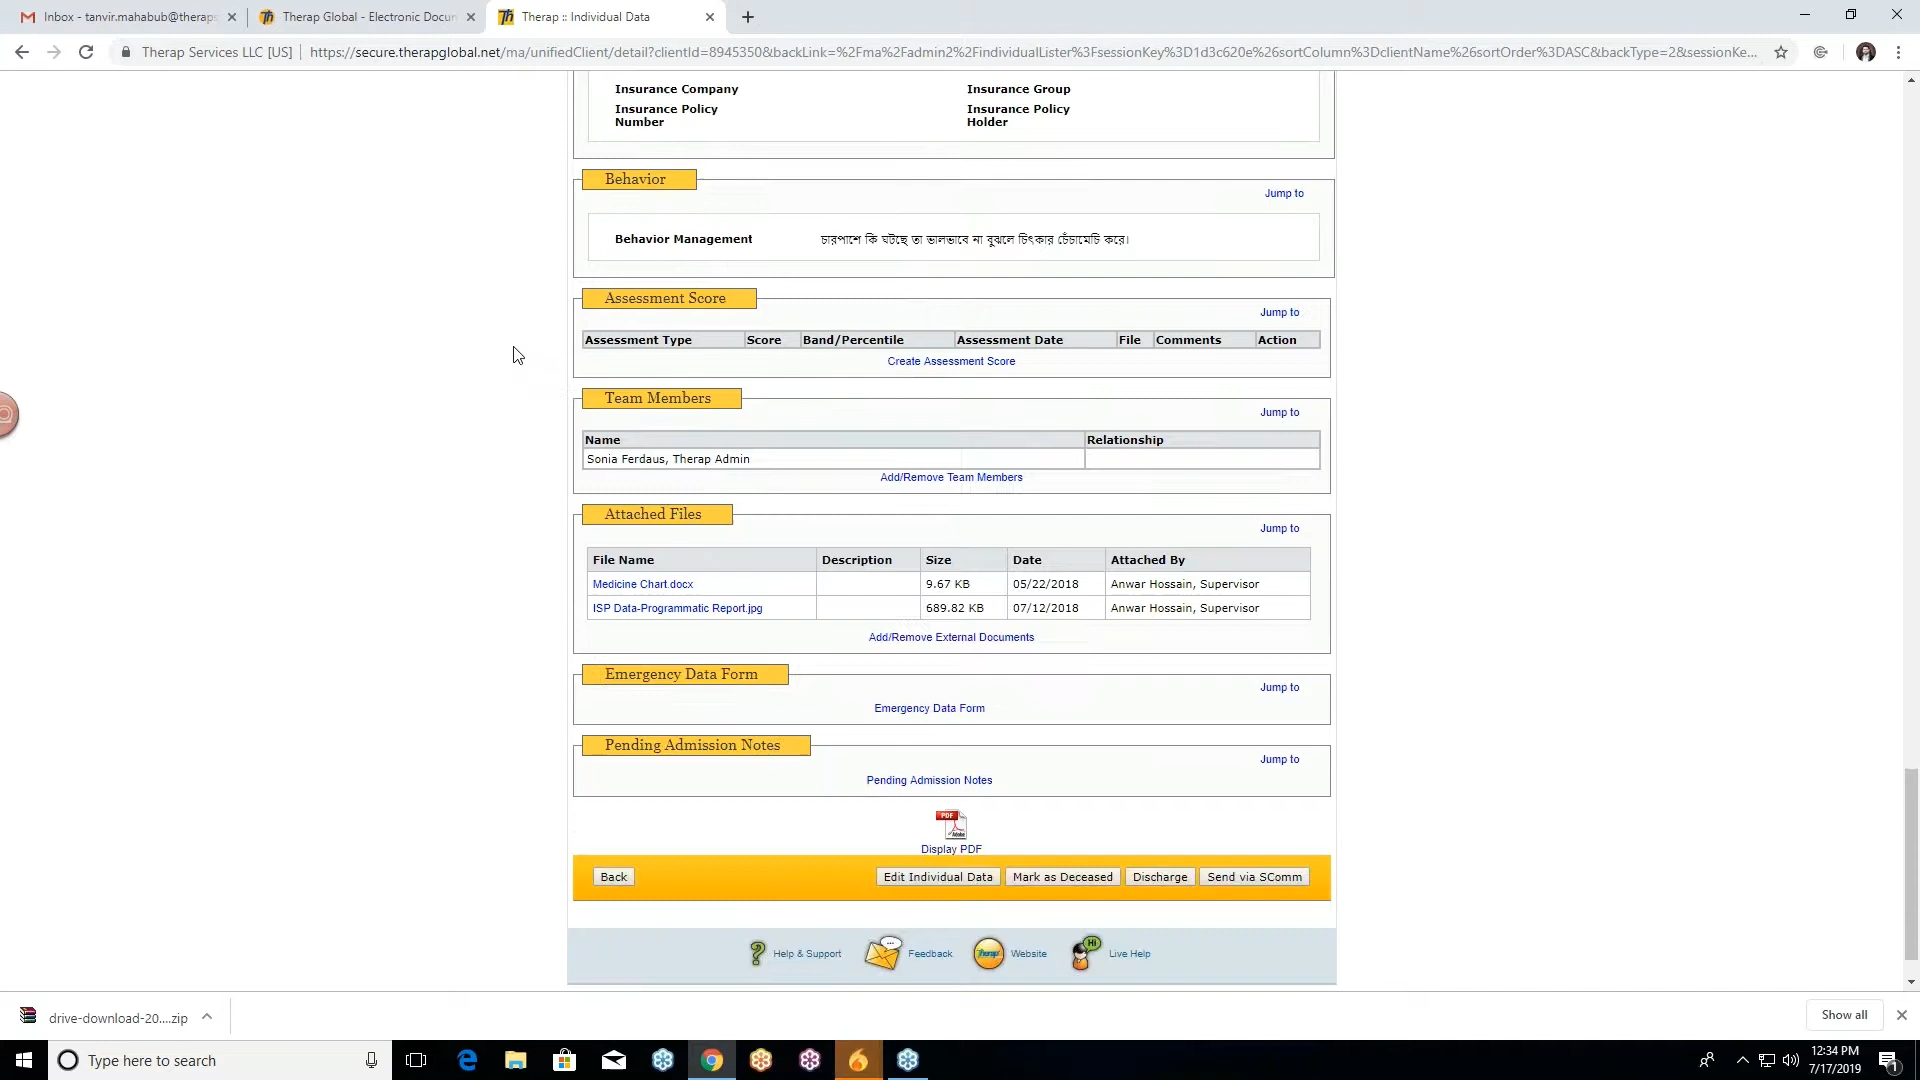 Inbox - tanvir.mahabub@therap
Therap Global - Electronic Docun
Therap :: Individual Data
Therap Services LLC [US]
https://secure.therapglobal.net/ma/unifiedClient/detail?clientId=8945350&backLink=%2Fma%2Fadmin2%2FindividualLister%3FsessionKey%3D1d3c620e%26sortColumn%3DclientName%26sortOrder%3DASC&backType=2&sessionKe...
Insurance Company
Insurance Group
Insurance Policy Number
Insurance Policy Holder
Behavior
Jump to
Behavior Management
চারপাশে কি ঘটছে তা ভালভাবে না বুঝলে চিৎকার চেঁচামেচি করে।
Assessment Score
Jump to
Assessment Type Score Band/Percentile Assessment Date File Comments Action
Create Assessment Score
Team Members
Jump to
Name Relationship
Sonia Ferdaus, Therap Admin
Add/Remove Team Members
Attached Files
Jump to
File Name Description Size Date Attached By
Medicine Chart.docx 9.67 KB 05/22/2018 Anwar Hossain, Supervisor
ISP Data-Programmatic Report.jpg 689.82 KB 07/12/2018 Anwar Hossain, Supervisor
Add/Remove External Documents
Emergency Data Form
Jump to
Emergency Data Form
Pending Admission Notes
Jump to
Pending Admission Notes
PDF
Adobe
Display PDF
Back
Edit Individual Data
Mark as Deceased
Discharge
Send via SComm
Help & Support
Feedback
Therap
Website
Hi
Live Help
drive-download-20....zip
Show all
Type here to search
12:34 PM
7/17/2019
1